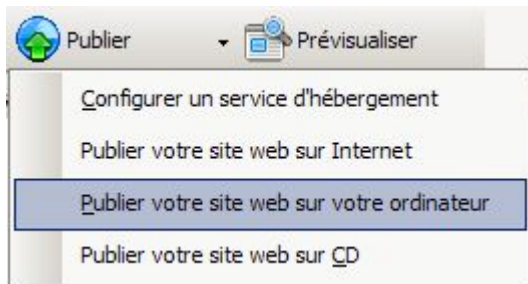 Publier Prévisualiser
Configurer un service d'hébergement
Publier votre site web sur Internet
Publier votre site web sur votre ordinateur
Publier votre site web sur CD